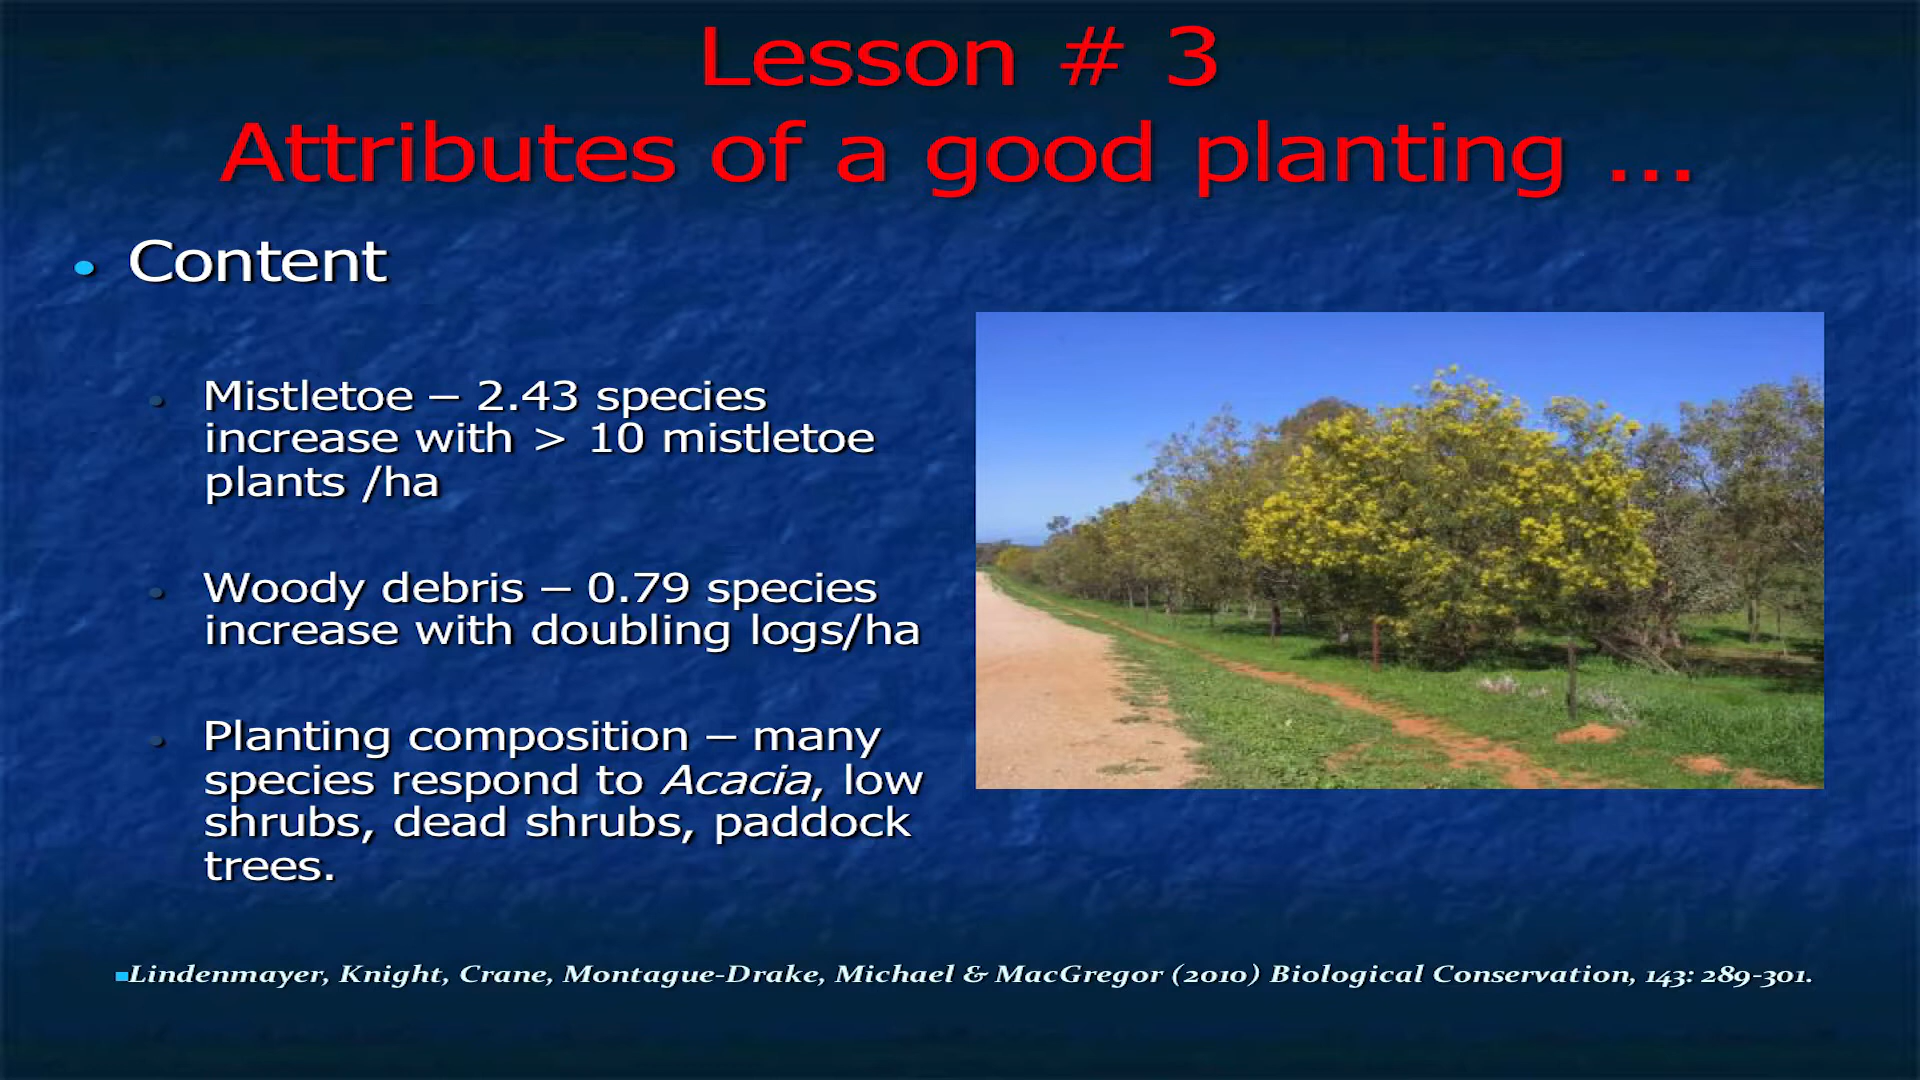 Lesson # 3
Attributes of a good planting ...
• Content
• Mistletoe – 2.43 species
increase with > 10 mistletoe
plants /ha
• Woody debris – 0.79 species
increase with doubling logs/ha
• Planting composition – many
species respond to Acacia, low
shrubs, dead shrubs, paddock
trees.
▪Lindenmayer, Knight, Crane, Montague-Drake, Michael & MacGregor (2010) Biological Conservation, 143: 289-301.